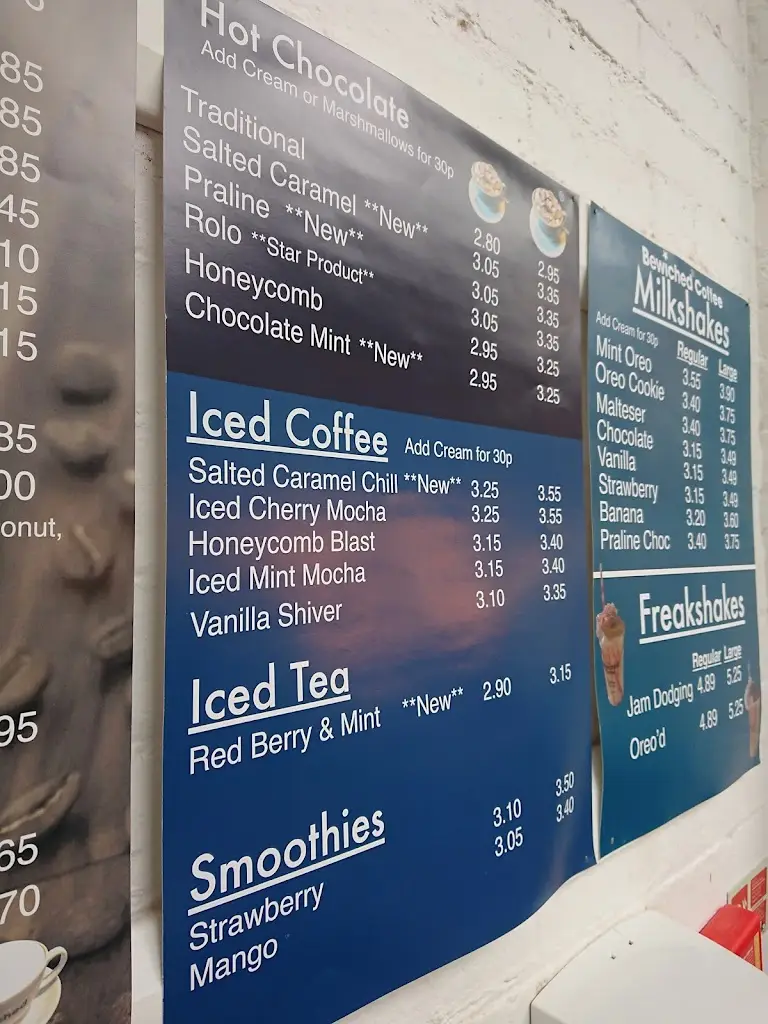 85
85
85
45
10
15
15
85
00
onut,
95
65
70
Hot Chocolate
Add Cream or Marshmallows for 30p
Traditional 2.80 2.95
Salted Caramel **New** 3.05 3.35
Praline **New** 3.05 3.35
Rolo **Star Product** 3.05 3.35
Honeycomb 2.95 3.25
Chocolate Mint **New** 2.95 3.25
Iced Coffee Add Cream for 30p
Salted Caramel Chill **New** 3.25 3.55
Iced Cherry Mocha 3.25 3.55
Honeycomb Blast 3.15 3.40
Iced Mint Mocha 3.15 3.40
Vanilla Shiver 3.10 3.35
Iced Tea
Red Berry & Mint **New** 2.90 3.15
Smoothies
Strawberry 3.10 3.50
Mango 3.05 3.40
Bewiched Coffee
Milkshakes
Add Cream for 30p Regular Large
Mint Oreo 3.55 3.90
Oreo Cookie 3.40 3.75
Malteser 3.40 3.75
Chocolate 3.15 3.49
Vanilla 3.15 3.49
Strawberry 3.15 3.49
Banana 3.20 3.60
Praline Choc 3.40 3.75
Freakshakes
Regular Large
Jam Dodging 4.89 5.25
Oreo'd 4.89 5.25